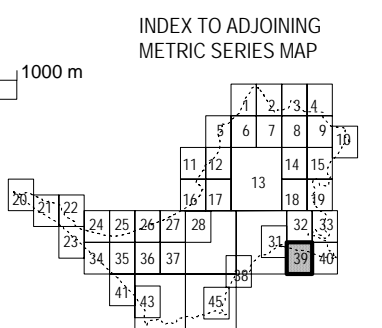 INDEX TO ADJOINING
METRIC SERIES MAP
1000 m
1 2 3 4
5 6 7 8 9 10
11 12 13 14 15
16 17 18 19
20 21 22
23 24 25 26 27 28 31 32 33
34 35 36 37 38 39 40
41 43 45